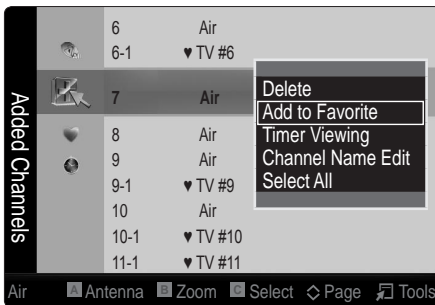 Added Channels
6 Air
6-1 ♥ TV #6
7 Air
8 Air
9 Air
9-1 ♥ TV #9
10 Air
10-1 ♥ TV #10
11-1 ♥ TV #11
Delete
Add to Favorite
Timer Viewing
Channel Name Edit
Select All
Air A Antenna B Zoom C Select Page Tools